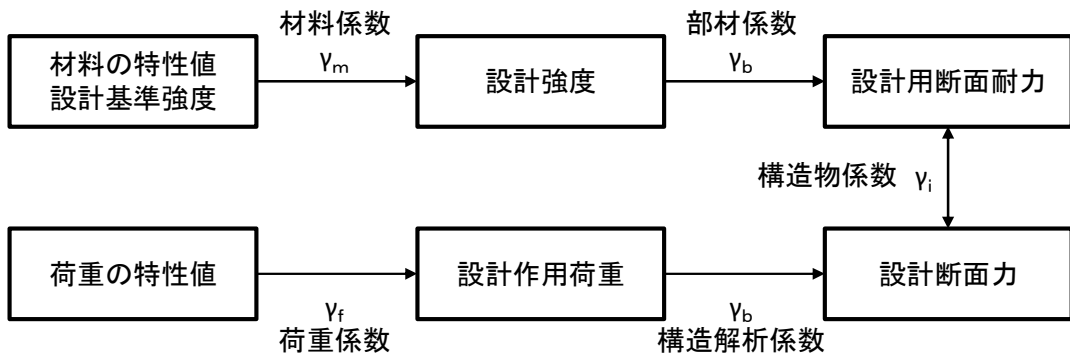 材料係数
γm
部材係数
γb
材料の特性値
設計基準強度
設計強度
設計用断面耐力
構造物係数 γi
荷重の特性値
設計作用荷重
設計断面力
γf
荷重係数
γb
構造解析係数